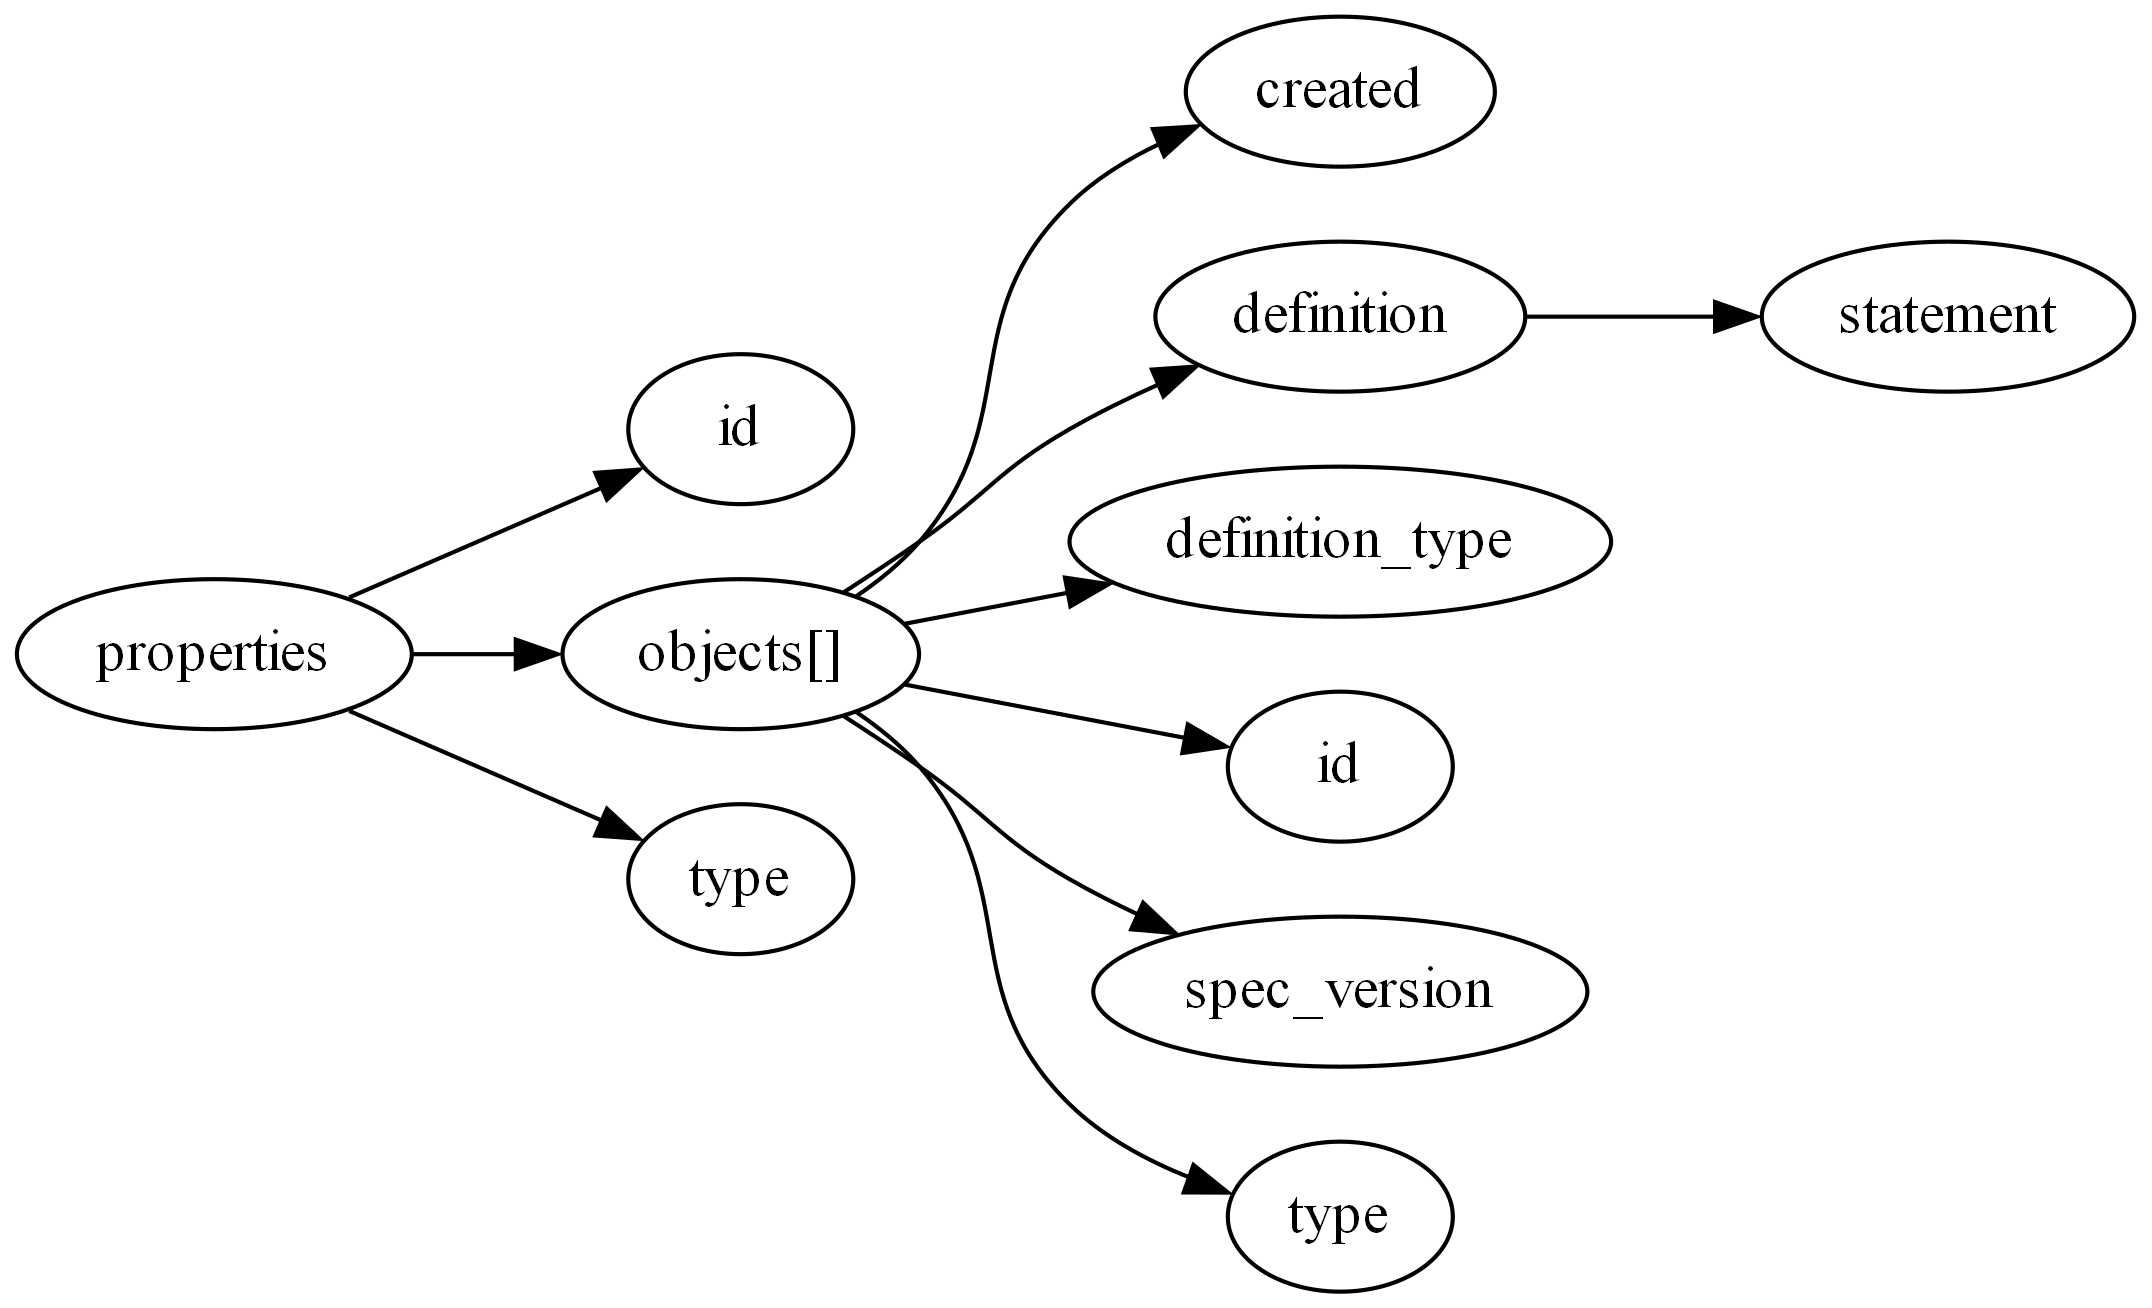 properties
id
objects[]
type
created
definition
definition_type
id
spec_version
type
statement